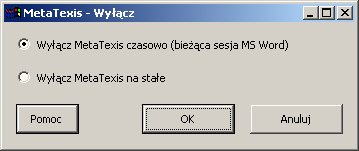 MetaTexis - Wyłącz
Wyłącz MetaTexis czasowo (bieżąca sesja MS Word)
Wyłącz MetaTexis na stałe
Pomoc OK Anuluj